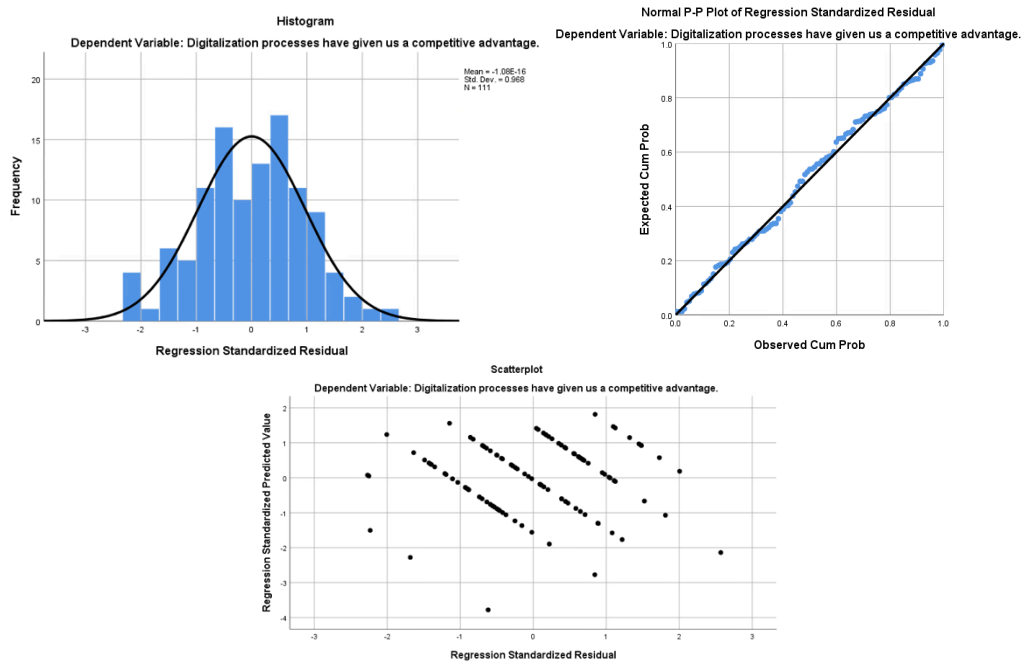 Histogram
Dependent Variable: Digitalization processes have given us a competitive advantage.
Mean = -1.08E-16
Std. Dev. = 0.968
N = 111
20
15
10
5
0
Frequency
-3 -2 -1 0 1 2 3
Regression Standardized Residual
Normal P-P Plot of Regression Standardized Residual
Dependent Variable: Digitalization processes have given us a competitive advantage.
1.0
0.8
0.6
0.4
0.2
0.0
Expected Cum Prob
0.0 0.2 0.4 0.6 0.8 1.0
Observed Cum Prob
Scatterplot
Dependent Variable: Digitalization processes have given us a competitive advantage.
2
1
0
-1
-2
-3
-4
Regression Standardized Predicted Value
-3 -2 -1 0 1 2 3
Regression Standardized Residual